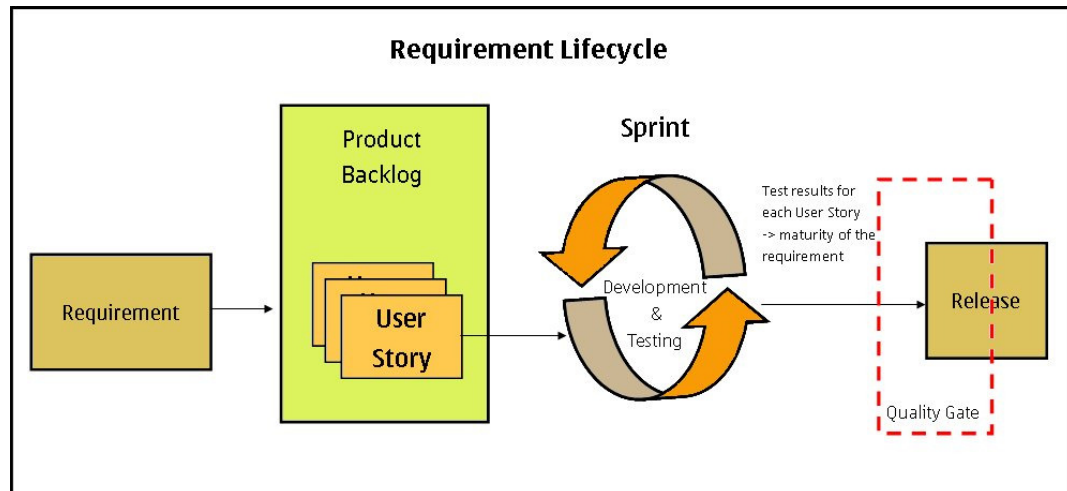 Requirement Lifecycle
Product
Backlog
Sprint
Test results for
each User Story
-> maturity of the
requirement
Requirement
User
Story
Development
&
Testing
Release
Quality Gate